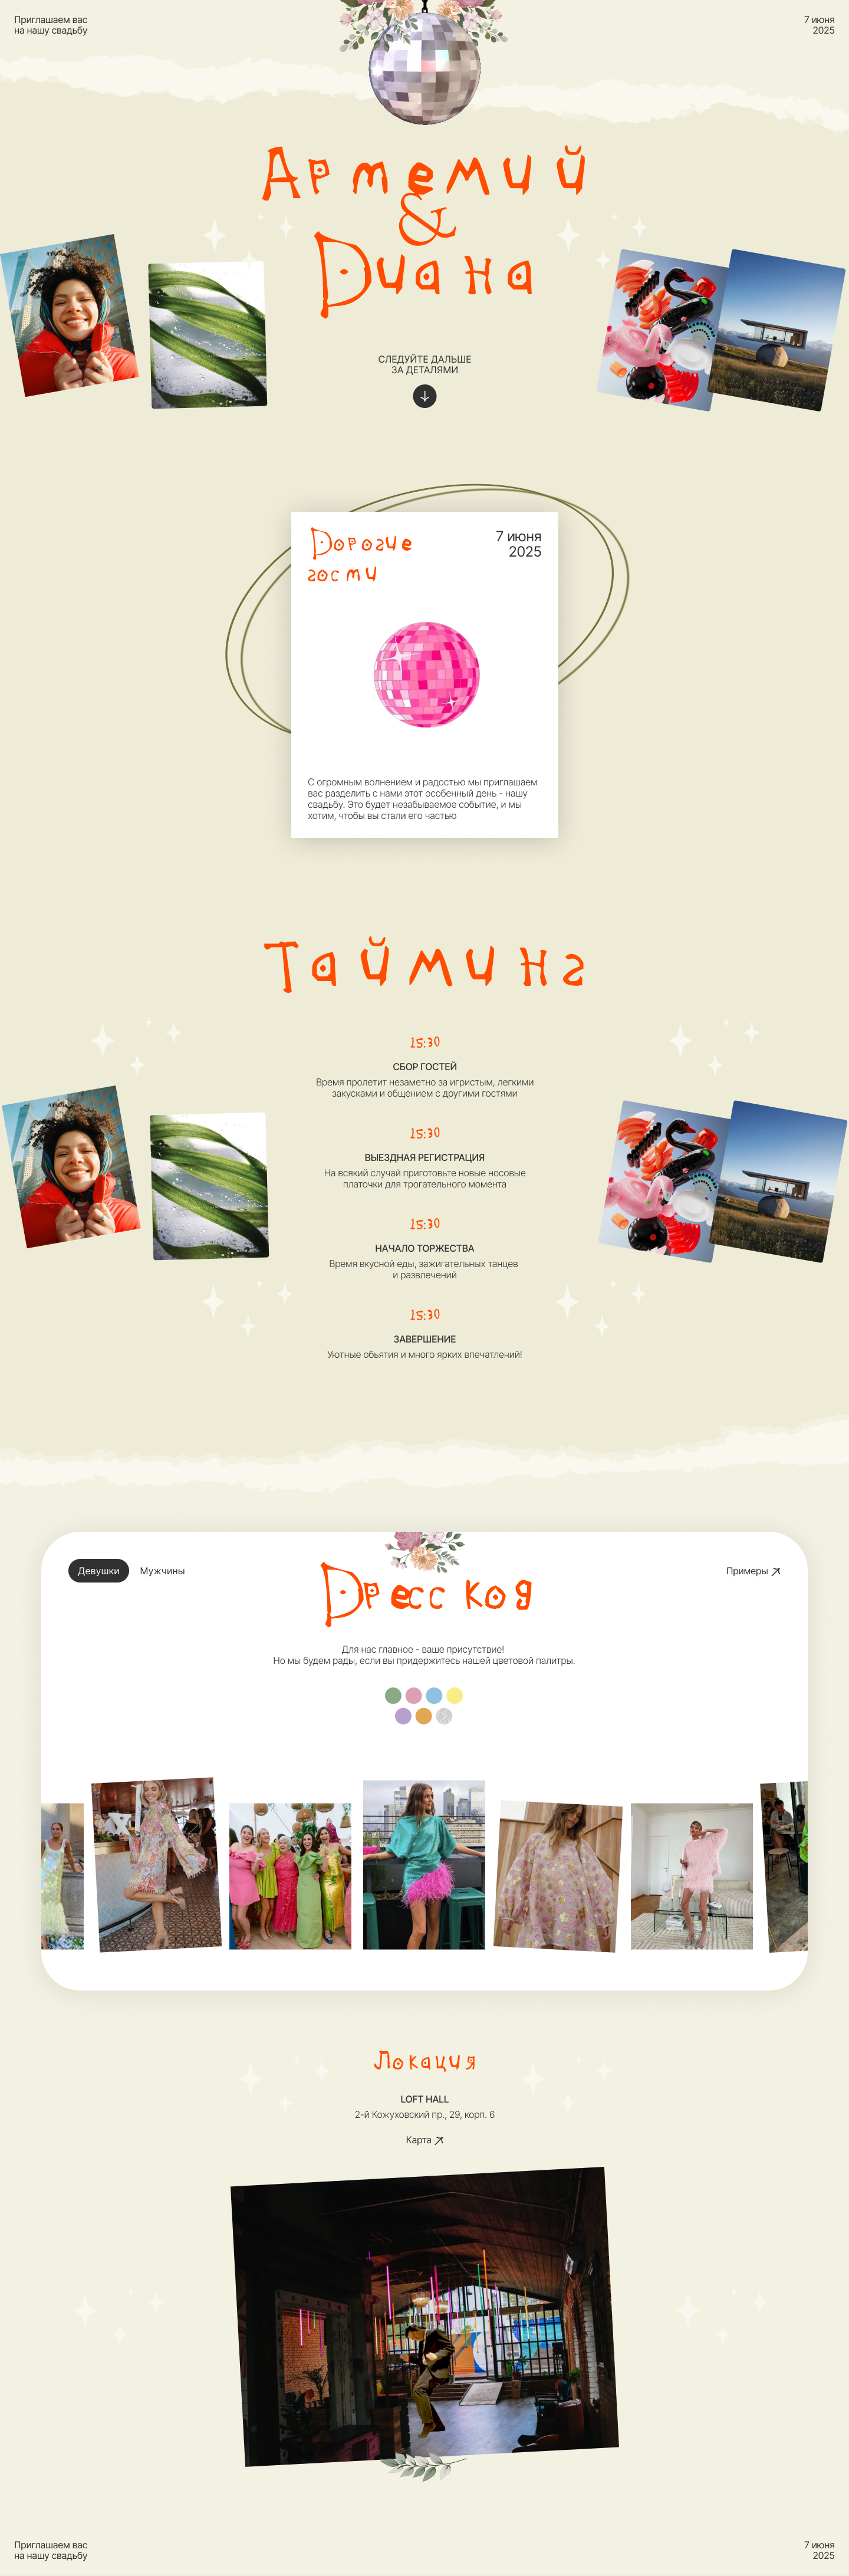 Приглашаем вас
на нашу свадьбу
7 июня
2025
Артемий
&
Диана
СЛЕДУЙТЕ ДАЛЬШЕ
ЗА ДЕТАЛЯМИ
Дорогие
гости
7 июня
2025
С огромным волнением и радостью мы приглашаем
вас разделить с нами этот особенный день - нашу
свадьбу. Это будет незабываемое событие, и мы
хотим, чтобы вы стали его частью
Тайминг
15:30
СБОР ГОСТЕЙ
Время пролетит незаметно за игристым, легкими
закусками и общением с другими гостями
15:30
ВЫЕЗДНАЯ РЕГИСТРАЦИЯ
На всякий случай приготовьте новые носовые
платочки для трогательного момента
15:30
НАЧАЛО ТОРЖЕСТВА
Время вкусной еды, зажигательных танцев
и развлечений
15:30
ЗАВЕРШЕНИЕ
Уютные обьятия и много ярких впечатлений!
Девушки Мужчины
Примеры
Дресс код
Для нас главное - ваше присутствие!
Но мы будем рады, если вы придержитесь нашей цветовой палитры.
Локация
LOFT HALL
2-й Кожуховский пр., 29, корп. 6
Карта
Приглашаем вас
на нашу свадьбу
7 июня
2025